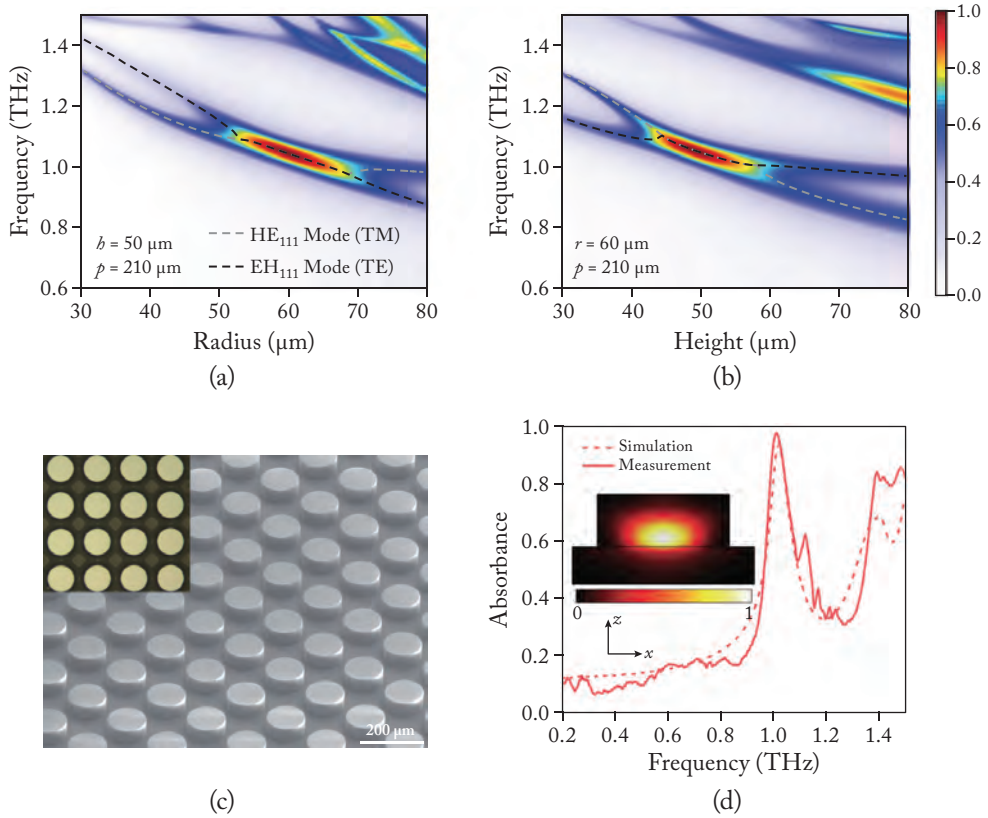 1.4
1.2
1.0
0.8
0.6
Frequency (THz)
h = 50 μm
p = 210 μm
HE111 Mode (TM)
EH111 Mode (TE)
30 40 50 60 70 80
Radius (μm)
(a)
1.4
1.2
1.0
0.8
0.6
Frequency (THz)
r = 60 μm
p = 210 μm
30 40 50 60 70 80
Height (μm)
(b)
1.0
0.8
0.6
0.4
0.2
0.0
200 μm
(c)
1.0
0.8
0.6
0.4
0.2
0.0
Absorbance
Simulation
Measurement
0 1
z
x
0.2 0.4 0.6 0.8 1.0 1.2 1.4
Frequency (THz)
(d)